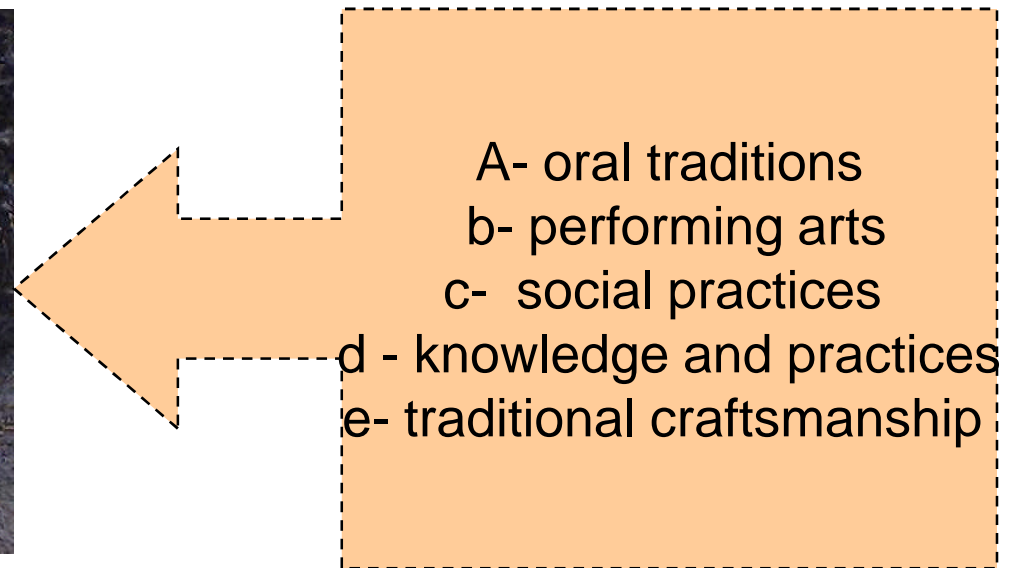 A- oral traditions
b- performing arts
c-  social practices
d - knowledge and practices
e- traditional craftsmanship